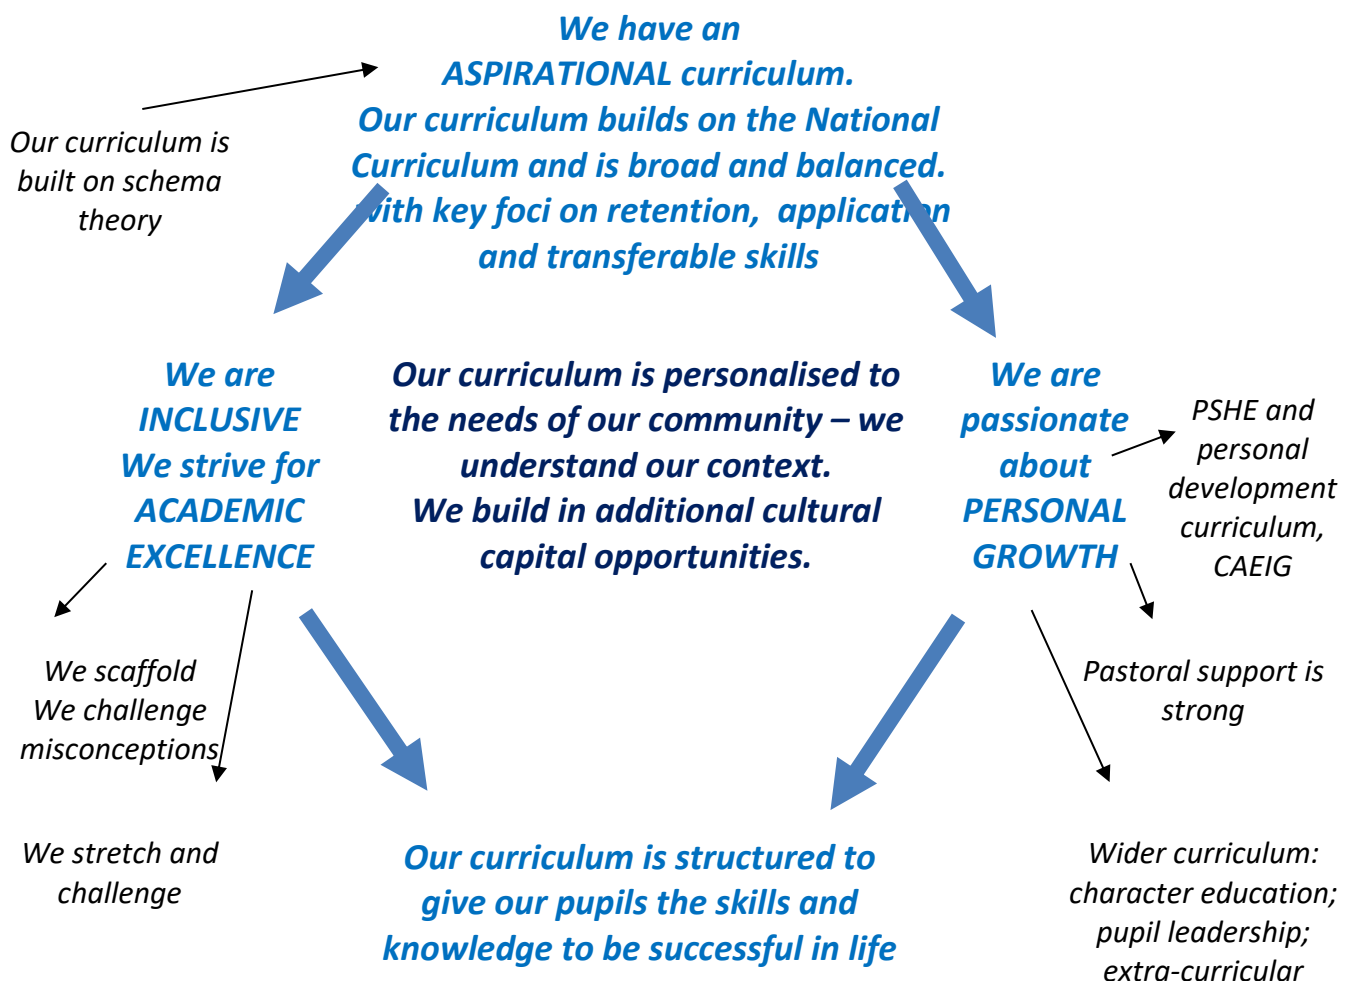 We have an
ASPIRATIONAL curriculum.
Our curriculum builds on the National
Curriculum and is broad and balanced.
with key foci on retention, application
and transferable skills
Our curriculum is
built on schema
theory
We are
INCLUSIVE
We strive for
ACADEMIC
EXCELLENCE
Our curriculum is personalised to
the needs of our community – we
understand our context.
We build in additional cultural
capital opportunities.
We are
passionate
about
PERSONAL
GROWTH
PSHE and
personal
development
curriculum,
CAEIG
We scaffold
We challenge
misconceptions
Pastoral support is
strong
We stretch and
challenge
Our curriculum is structured to
give our pupils the skills and
knowledge to be successful in life
Wider curriculum:
character education;
pupil leadership;
extra-curricular